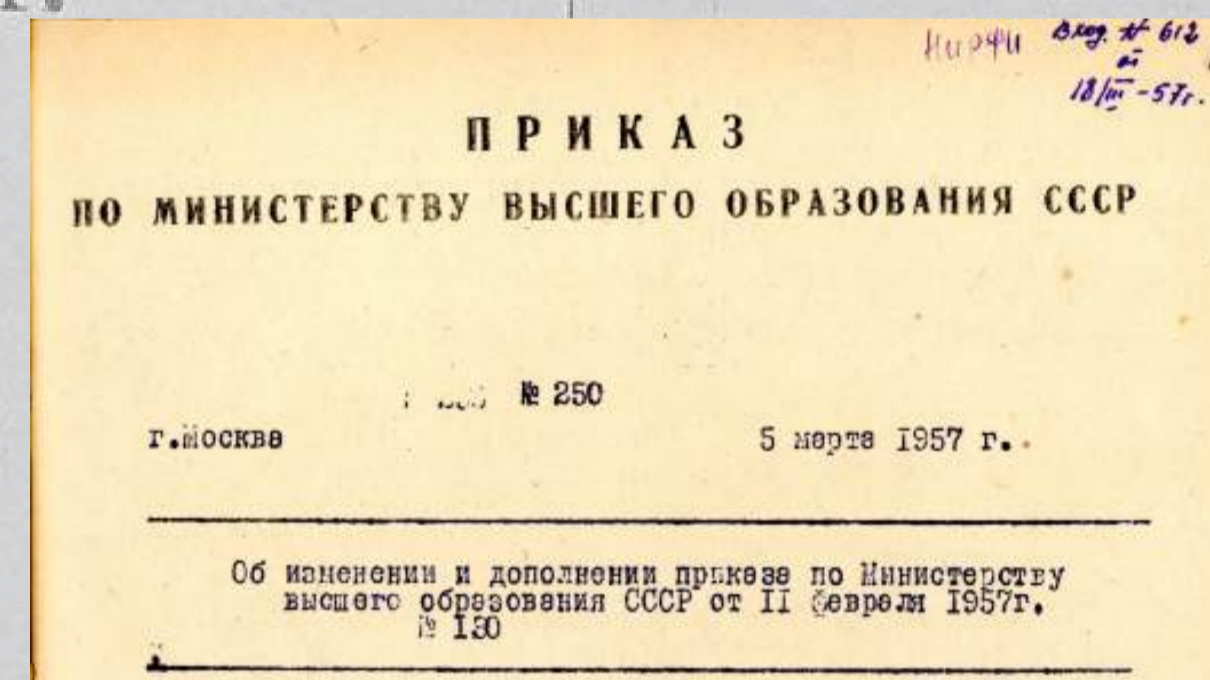 НИРФИ Вход. № 612
от
18/III-57г.
ПРИКАЗ
ПО МИНИСТЕРСТВУ ВЫСШЕГО ОБРАЗОВАНИЯ СССР
№ 250
г.Москва 5 марта 1957 г.
Об изменении и дополнении приказа по Министерству
высшего образования СССР от II февраля 1957г.
№ 130